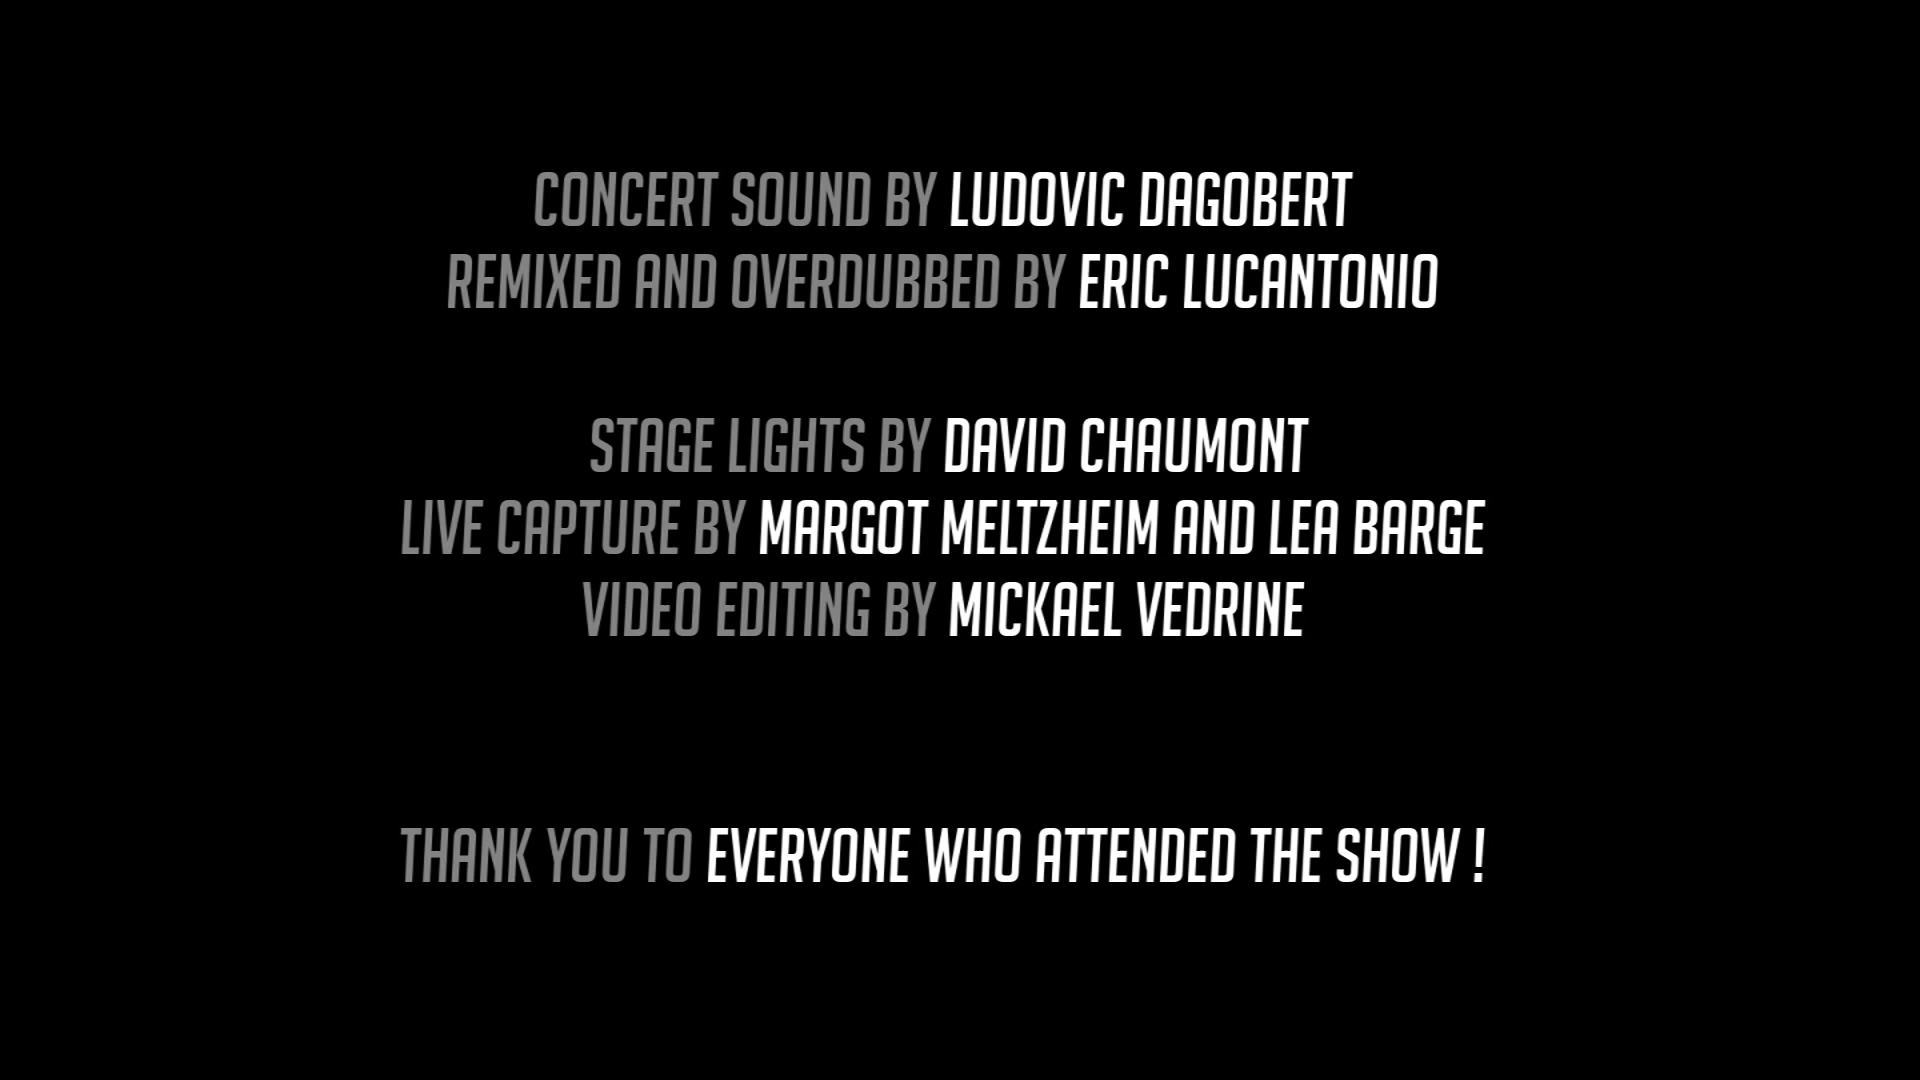 CONCERT SOUND BY LUDOVIC DAGOBERT
REMIXED AND OVERDUBBED BY ERIC LUCANTONIO
STAGE LIGHTS BY DAVID CHAUMONT
LIVE CAPTURE BY MARGOT MELTZHEIM AND LEA BARGE
VIDEO EDITING BY MICKAEL VEDRINE
THANK YOU TO EVERYONE WHO ATTENDED THE SHOW !